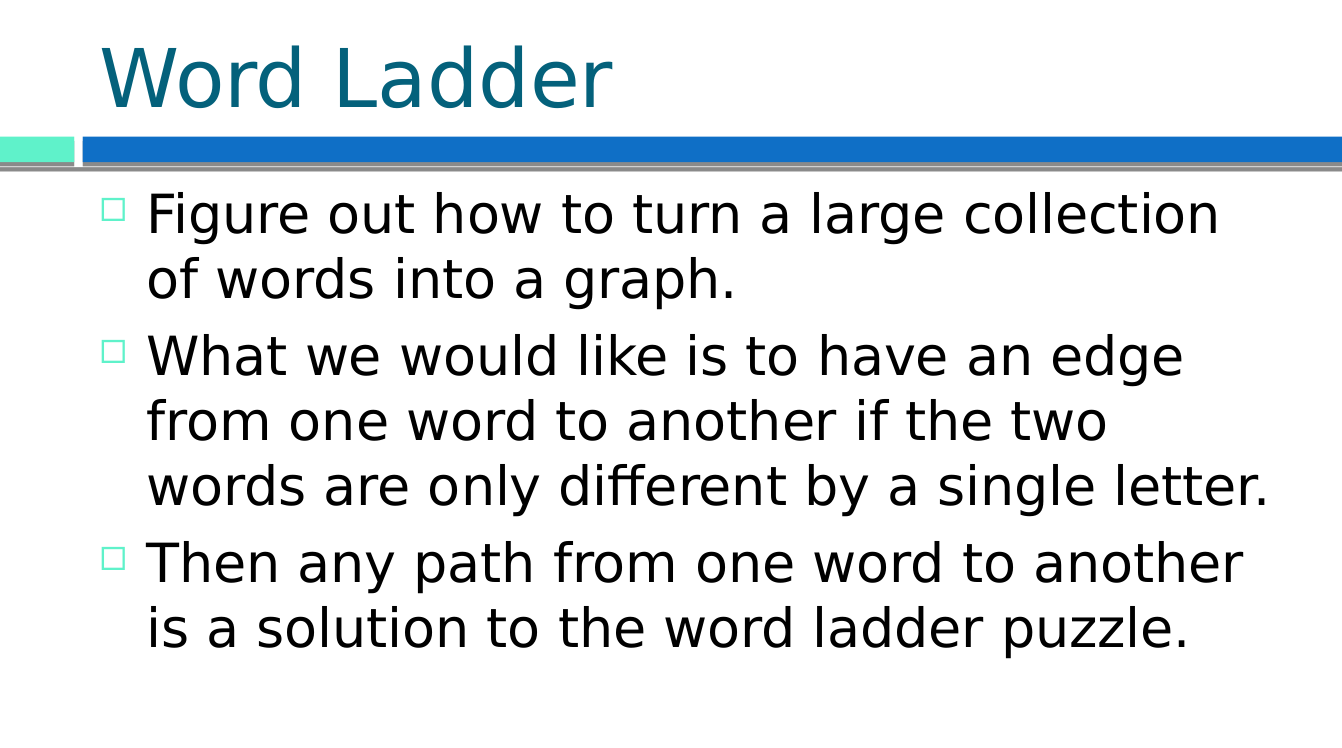 Word Ladder
Figure out how to turn a large collection
of words into a graph.
What we would like is to have an edge
from one word to another if the two
words are only different by a single letter.
Then any path from one word to another
is a solution to the word ladder puzzle.